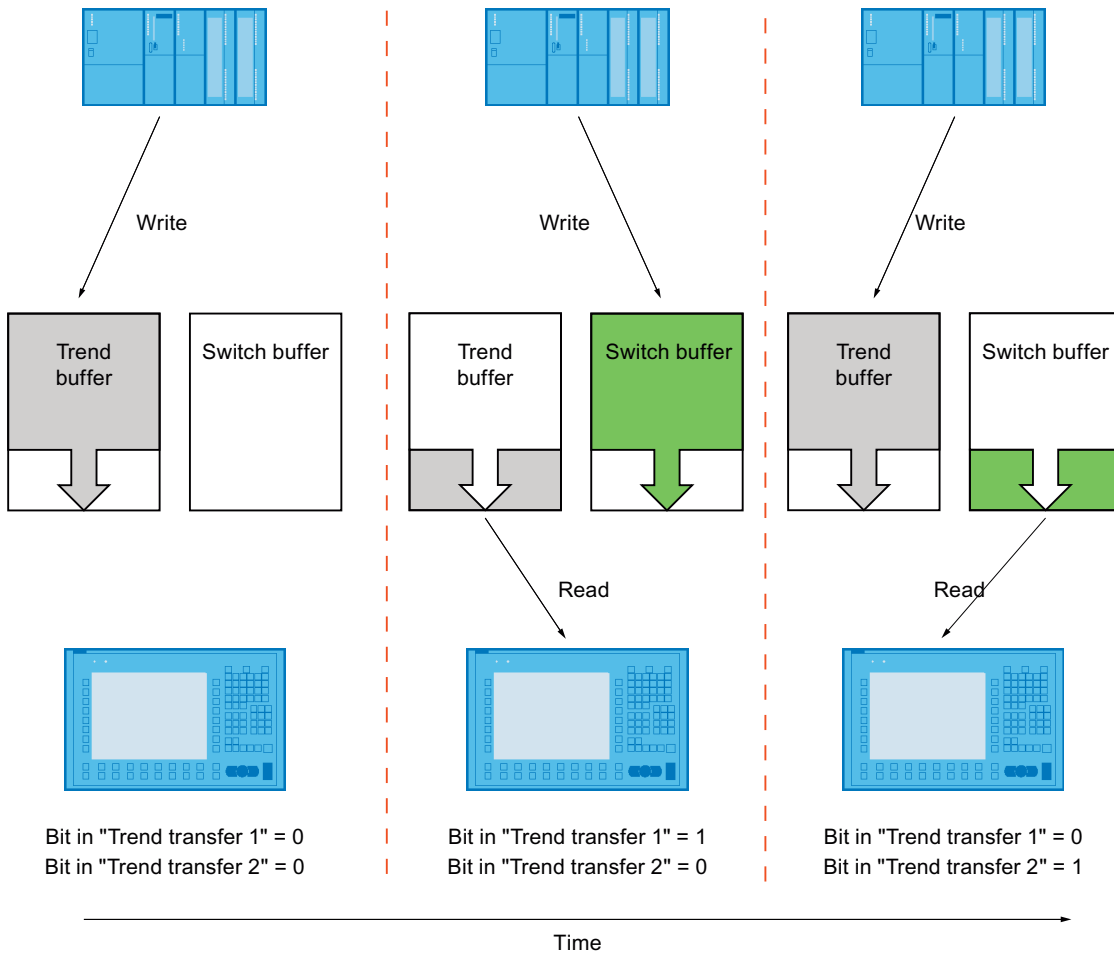 Write
Write
Write
Trend
buffer
Switch buffer
Trend
buffer
Switch buffer
Trend
buffer
Switch buffer
Read
Read
Bit in "Trend transfer 1" = 0
Bit in "Trend transfer 2" = 0
Bit in "Trend transfer 1" = 1
Bit in "Trend transfer 2" = 0
Bit in "Trend transfer 1" = 0
Bit in "Trend transfer 2" = 1
Time